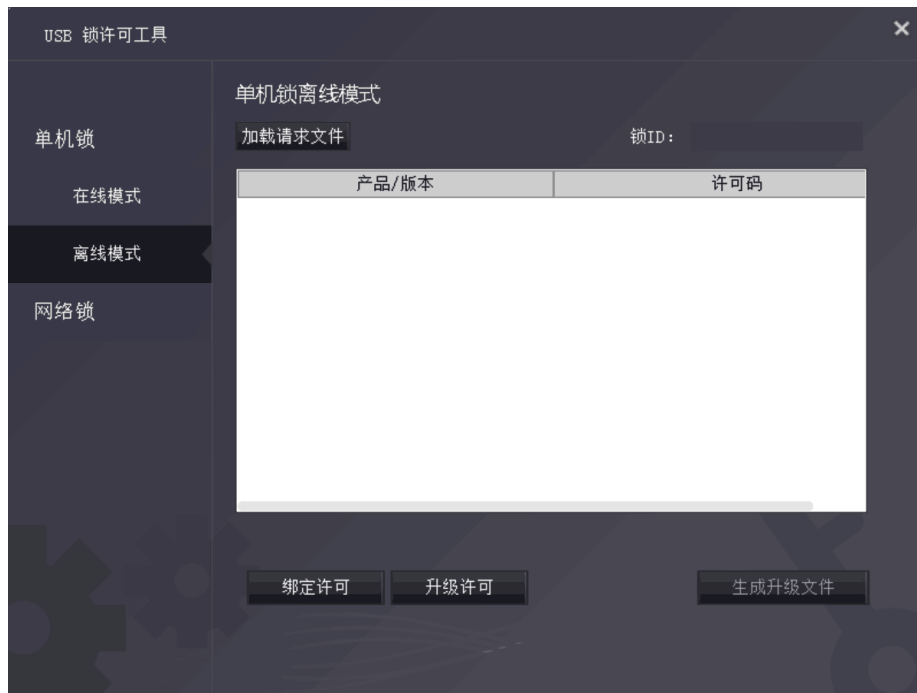 USB 锁许可工具
单机锁
在线模式
离线模式
网络锁
单机锁离线模式
加载请求文件 锁ID:
产品/版本 许可码
绑定许可 升级许可 生成升级文件